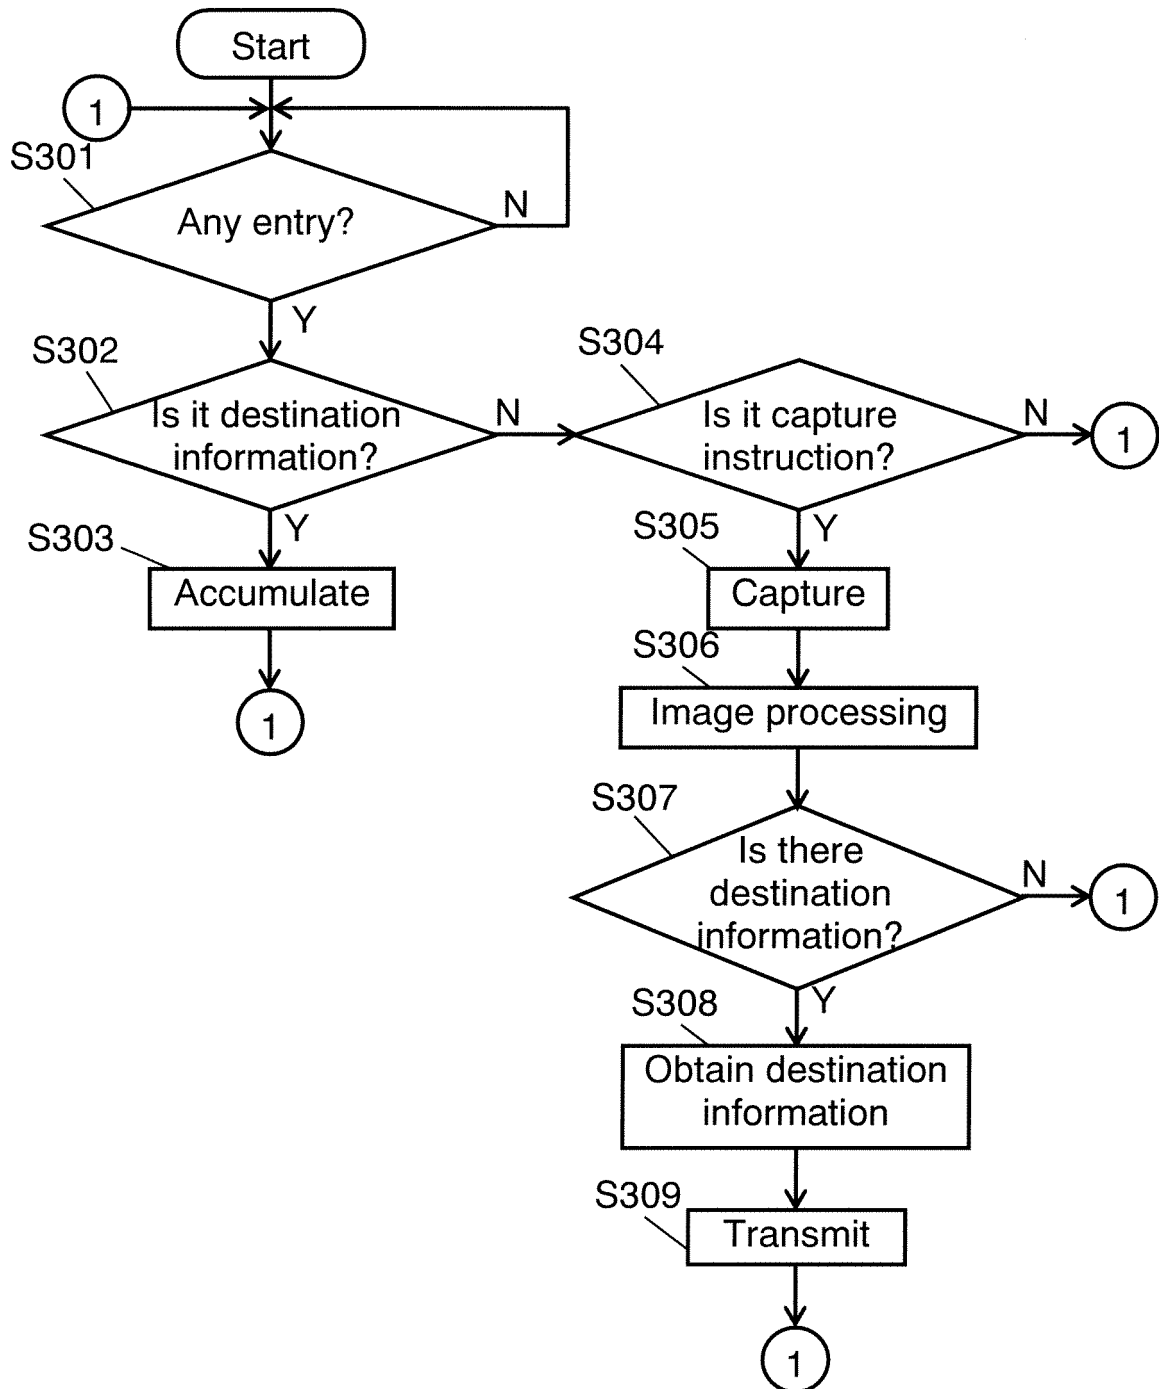 Start
1
S301
Any entry?
N
Y
S302
Is it destination
information?
N
S304
Is it capture
instruction?
N
1
Y
S303
Accumulate
1
Y
S305
Capture
S306
Image processing
S307
Is there
destination
information?
N
1
Y
S308
Obtain destination
information
S309
Transmit
1